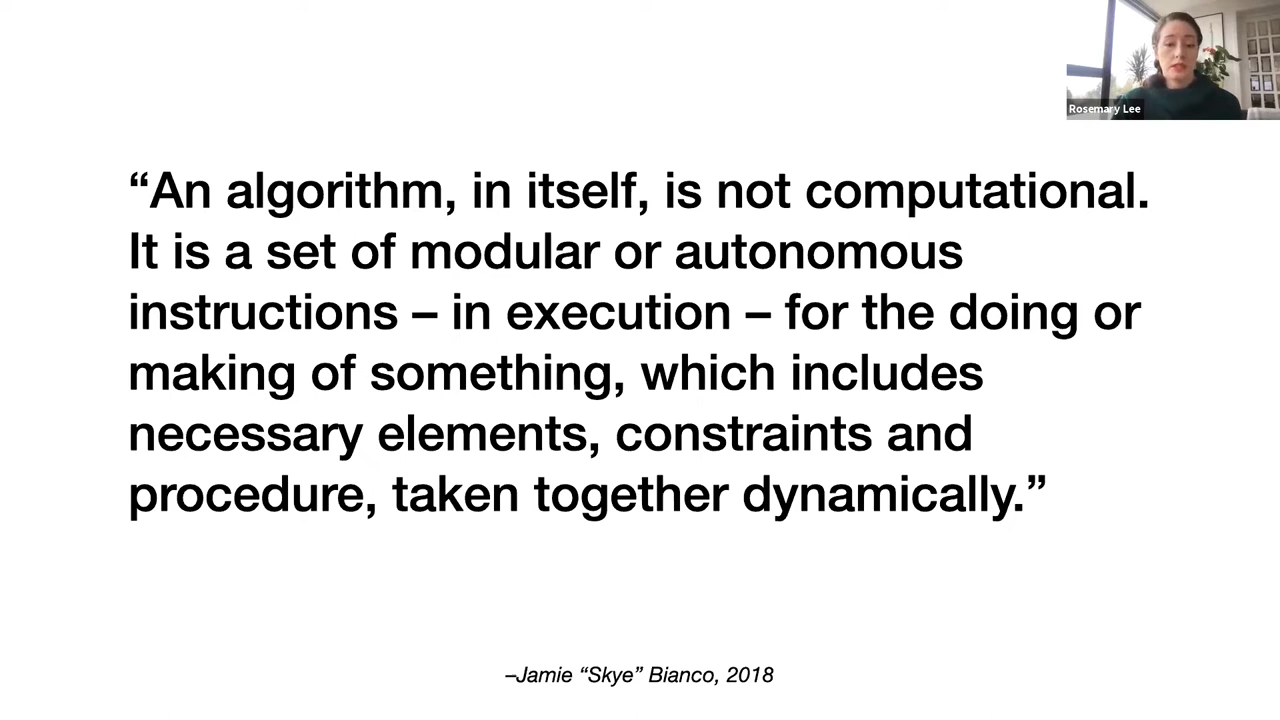 Rosemary Lee
“An algorithm, in itself, is not computational.
It is a set of modular or autonomous
instructions – in execution – for the doing or
making of something, which includes
necessary elements, constraints and
procedure, taken together dynamically.”
–Jamie “Skye” Bianco, 2018